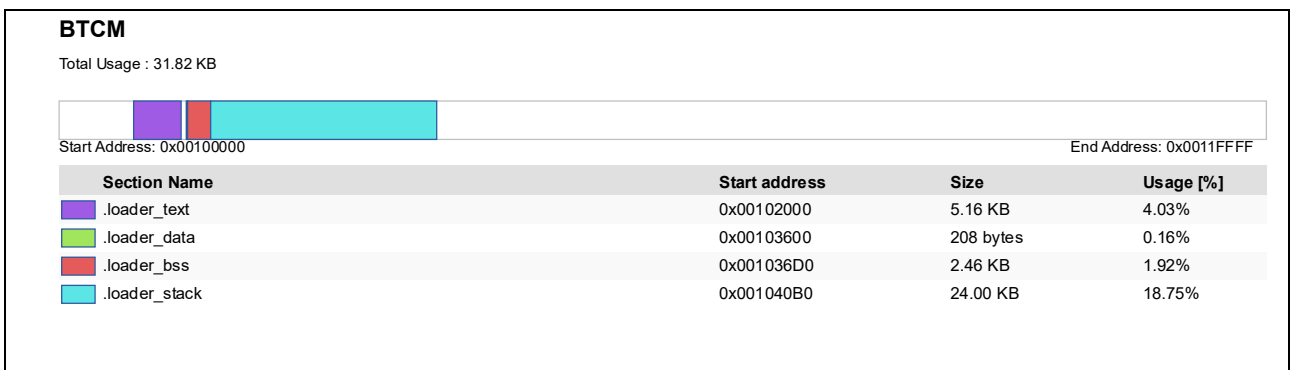 BTCM
Total Usage : 31.82 KB
Start Address: 0x00100000 End Address: 0x0011FFFF
Section Name Start address Size Usage [%]
.loader_text 0x00102000 5.16 KB 4.03%
.loader_data 0x00103600 208 bytes 0.16%
.loader_bss 0x001036D0 2.46 KB 1.92%
.loader_stack 0x001040B0 24.00 KB 18.75%